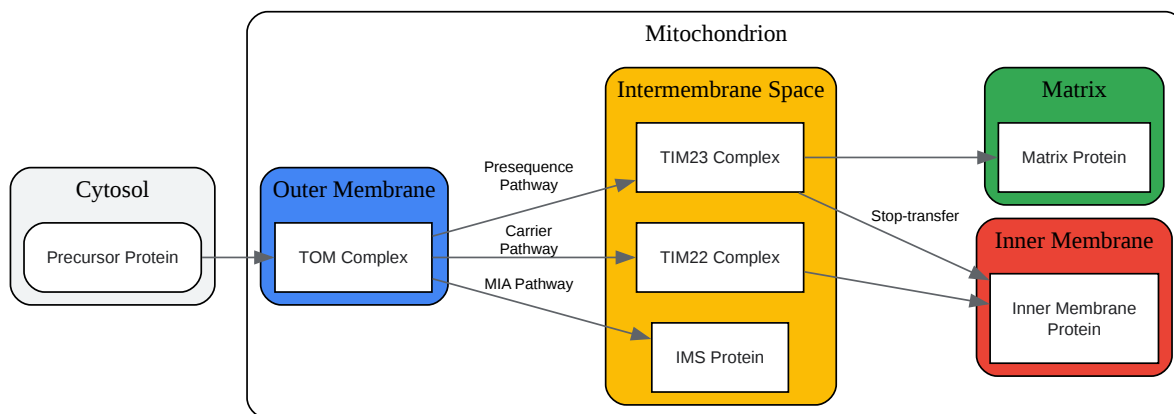 Mitochondrion
Intermembrane Space
Matrix
TIM23 Complex
Matrix Protein
Presequence
Pathway
Cytosol
Outer Membrane
Stop-transfer
Carrier
Pathway
Inner Membrane
Precursor Protein
TOM Complex
TIM22 Complex
MIA Pathway
Inner Membrane
Protein
IMS Protein